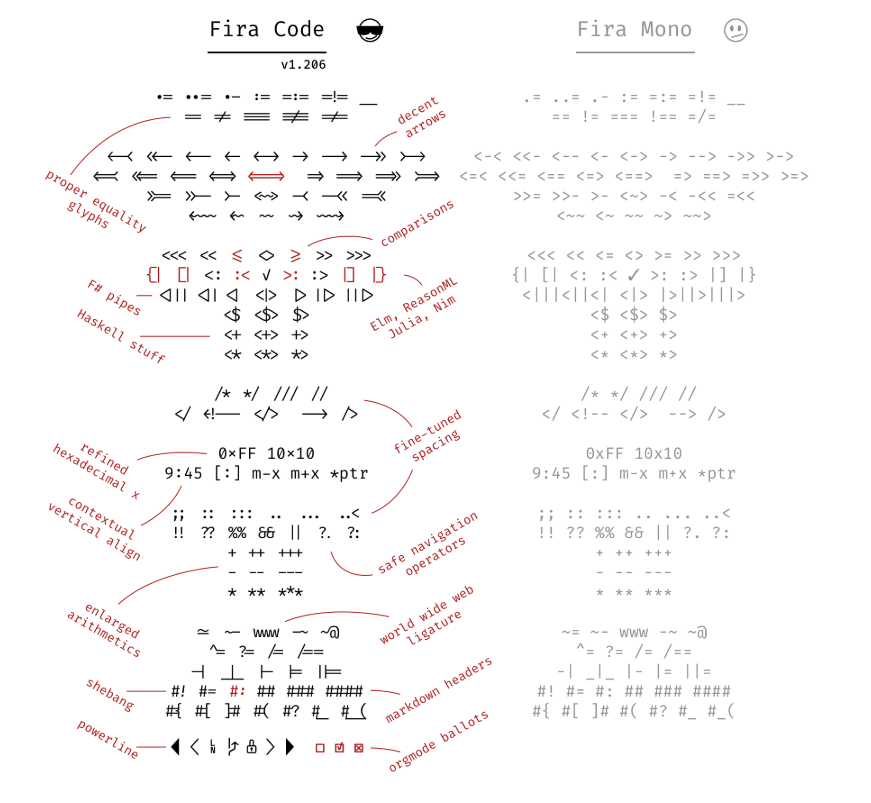 Fira Code
v1.206
.= ..= .- := =:= =!= __
== != === !== =/=
<-< <<- <-- <- <-> -> --> ->> >-> 
<=< <<= <== <=> <==> => ==> =>> >=>
>>= >>- >- <~> -< -<< =<<
<~~ <~ ~~ ~> ~~>
<<< << <= <> >= >> >>>
{| [| <: :< √ >: :> |] |}
<||| <|| <| <|> |> ||> |||>
<$ <$> $>
<+ <+> +>
<* <*> *>
/* */ /// //
</ <!-- </> --> />
0xFF 10x10
9:45 [:] m-x m+x *ptr
;; :: ::: .. ... ..<
!! ?? %% && || ?. ?:
+ ++ +++
- -- ---
* ** ***
~= ~- www -~ ~@
^= ?= /= /==
-| _|_ |- |= ||=
#! #= #: ## ### ####
#{ #[ ]# #( #? #_ #_(
decent
arrows
proper equality
glyphs
comparisons
F# pipes
Elm, ReasonML
Julia, Nim
Haskell stuff
fine-tuned
spacing
refined
hexadecimal x
contextual
vertical align
safe navigation
operators
enlarged
arithmetics
world wide web
ligature
shebang
markdown headers
powerline
orgmode ballots
Fira Mono
.= ..= .- := =:= =!= __
== != === !== =/=
<-< <<- <-- <- <-> -> --> ->> >->
<=< <<= <== <=> <==> => ==> =>> >=>
>>= >>- >- <~> -< -<< =<<
<~~ <~ ~~ ~> ~~>
<<< << <= <> >= >> >>>
{| [| <: :< ✓ >: :> |] |}
<|||<||<| <|> |>||>|||>
<$ <$> $>
<+ <+> +>
<* <*> *>
/* */ /// //
</ <!-- </> --> />
0xFF 10x10
9:45 [:] m-x m+x *ptr
;; :: ::: .. ... ..<
!! ?? %% && || ?. ?:
+ ++ +++
- -- ---
* ** ***
~= ~- www -~ ~@
^= ?= /= /==
-| _|_ |- |= ||=
#! #= #: ## ### ####
#{ #[ ]# #( #? #_ #_(